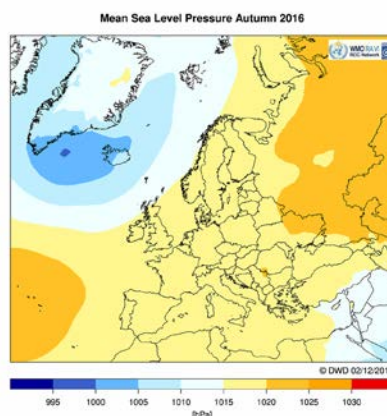 Mean Sea Level Pressure Autumn 2016
WMO RA VI
RCC-Network
© DWD 02/12/201
995 1000 1005 1010 1015 1020 1025 1030
[hPa]